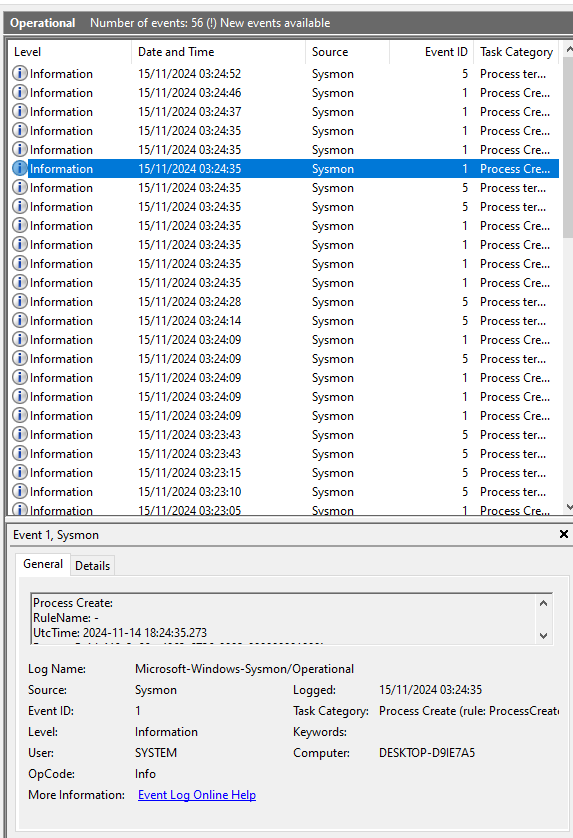 Operational Number of events: 56 (!) New events available
Level Date and Time Source Event ID Task Category
Information 15/11/2024 03:24:52 Sysmon 5 Process ter...
Information 15/11/2024 03:24:46 Sysmon 1 Process Cre...
Information 15/11/2024 03:24:37 Sysmon 1 Process Cre...
Information 15/11/2024 03:24:35 Sysmon 1 Process Cre...
Information 15/11/2024 03:24:35 Sysmon 1 Process Cre...
Information 15/11/2024 03:24:35 Sysmon 1 Process Cre...
Information 15/11/2024 03:24:35 Sysmon 5 Process ter...
Information 15/11/2024 03:24:35 Sysmon 5 Process ter...
Information 15/11/2024 03:24:35 Sysmon 1 Process Cre...
Information 15/11/2024 03:24:35 Sysmon 1 Process Cre...
Information 15/11/2024 03:24:35 Sysmon 1 Process Cre...
Information 15/11/2024 03:24:35 Sysmon 1 Process Cre...
Information 15/11/2024 03:24:28 Sysmon 5 Process ter...
Information 15/11/2024 03:24:14 Sysmon 5 Process ter...
Information 15/11/2024 03:24:09 Sysmon 1 Process Cre...
Information 15/11/2024 03:24:09 Sysmon 5 Process ter...
Information 15/11/2024 03:24:09 Sysmon 1 Process Cre...
Information 15/11/2024 03:24:09 Sysmon 1 Process Cre...
Information 15/11/2024 03:24:09 Sysmon 1 Process Cre...
Information 15/11/2024 03:23:43 Sysmon 5 Process ter...
Information 15/11/2024 03:23:43 Sysmon 5 Process ter...
Information 15/11/2024 03:23:15 Sysmon 5 Process ter...
Information 15/11/2024 03:23:10 Sysmon 5 Process ter...
Information 15/11/2024 03:23:05 Sysmon 1 Process Cre...
Event 1, Sysmon
General Details
Process Create:
RuleName: -
UtcTime: 2024-11-14 18:24:35.273
Log Name: Microsoft-Windows-Sysmon/Operational
Source: Sysmon Logged: 15/11/2024 03:24:35
Event ID: 1 Task Category: Process Create (rule: ProcessCreate
Level: Information Keywords:
User: SYSTEM Computer: DESKTOP-D9IE7A5
OpCode: Info
More Information: Event Log Online Help